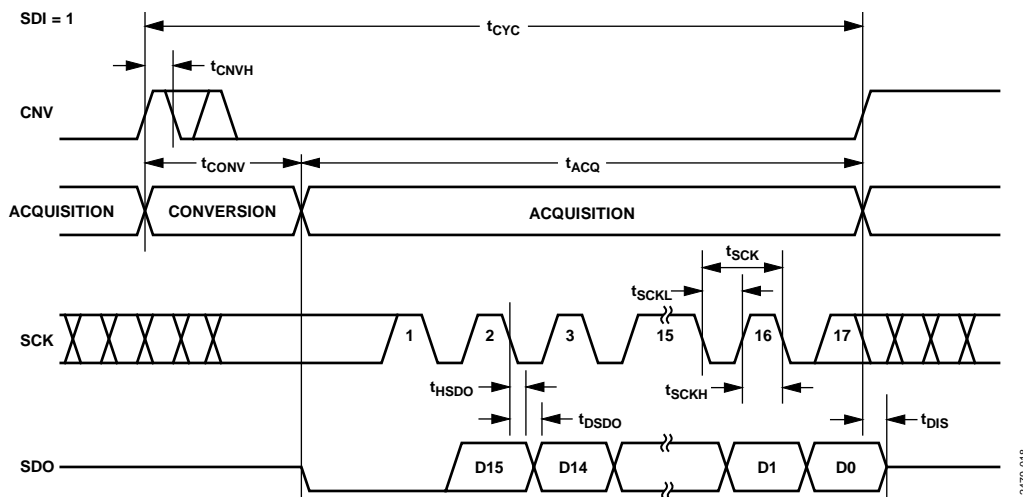 SDI = 1
tCYC
tCNVH
CNV
tCONV
tACQ
ACQUISITION
CONVERSION
ACQUISITION
tSCK
tSCKL
SCK
1
2
3
15
16
17
tHSDO
tSCKH
tDSDO
tDIS
SDO
D15
D14
D1
D0